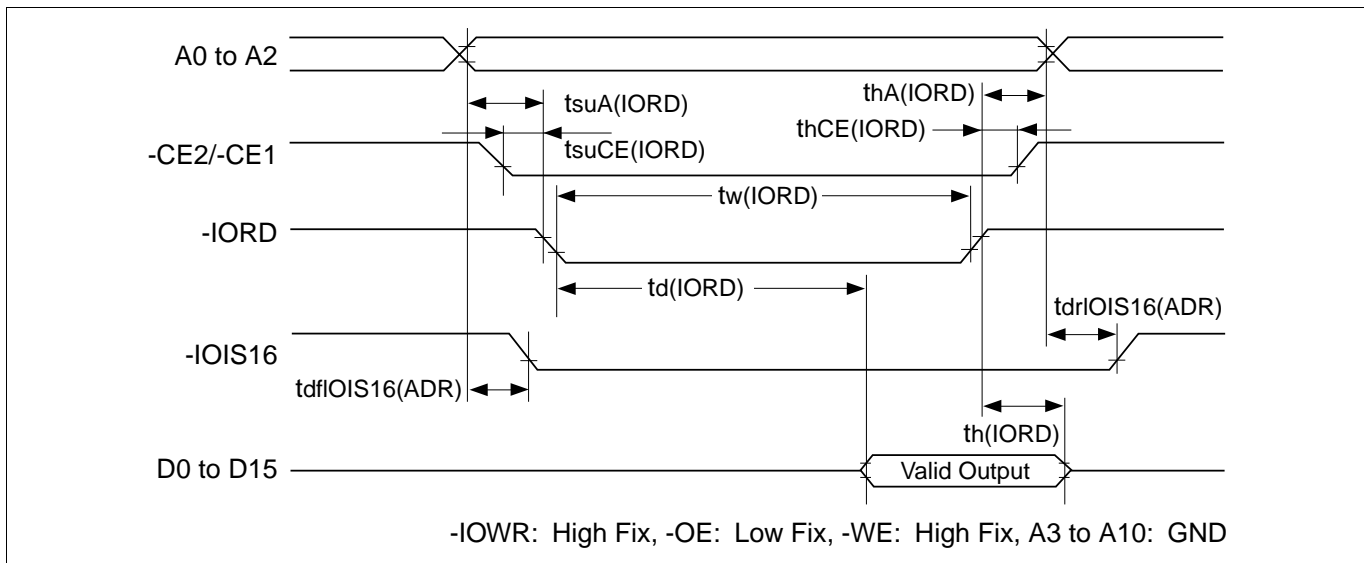 A0 to A2
tsuA(IORD)
thA(IORD)
thCE(IORD)
-CE2/-CE1
tsuCE(IORD)
tw(IORD)
-IORD
td(IORD)
tdrIOIS16(ADR)
-IOIS16
tdfIOIS16(ADR)
th(IORD)
D0 to D15
Valid Output
-IOWR: High Fix, -OE: Low Fix, -WE: High Fix, A3 to A10: GND